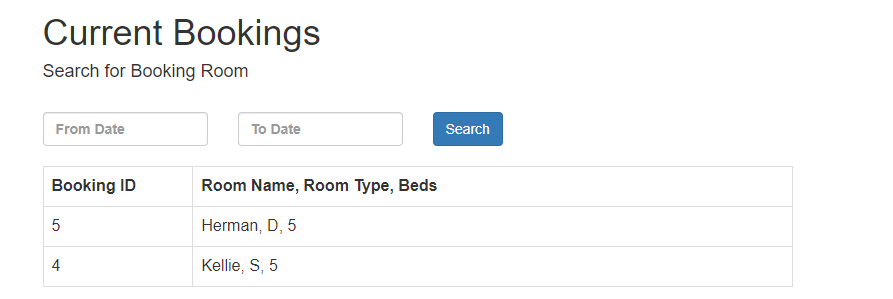 Current Bookings
Search for Booking Room
From Date To Date Search
Booking ID Room Name, Room Type, Beds
5 Herman, D, 5
4 Kellie, S, 5